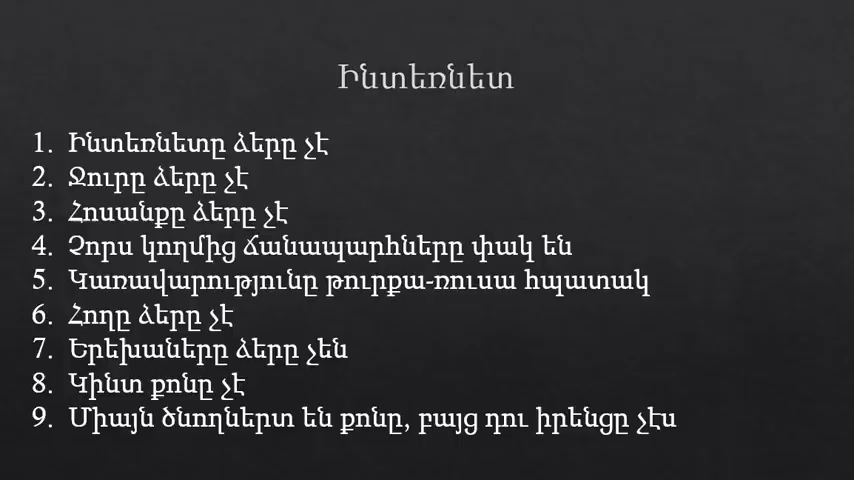 Ինտեռնետ
1. Ինտեռնետը ձերը չէ
2. Ջուրը ձերը չէ
3. Հոսանքը ձերը չէ
4. Չորս կողմից ճանապարհները փակ են
5. Կառավարությունը թուրքա-ռուսա հպատակ
6. Հողը ձերը չէ
7. Երեխաները ձերը չեն
8. Կինտ քոնը չէ
9. Միայն ծնողներտ են քոնը, բայց դու իրենցը չէս